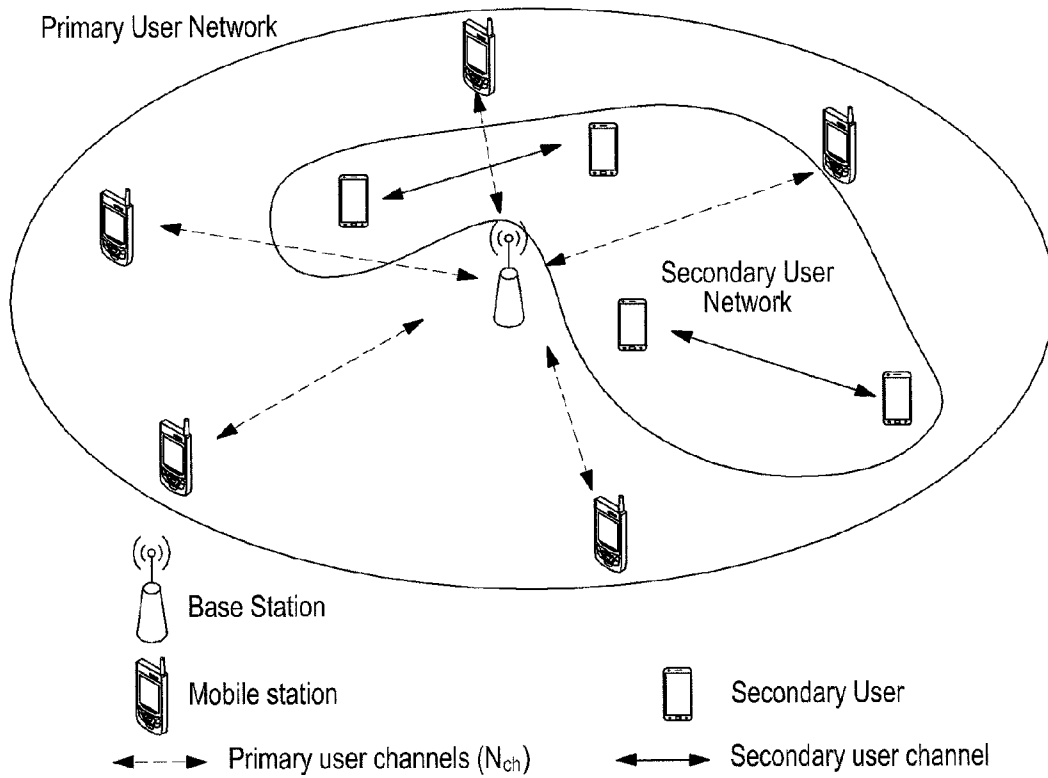 Primary User Network
Secondary User
Network
Base Station
Mobile station
Secondary User
Primary user channels (Nch)
Secondary user channel